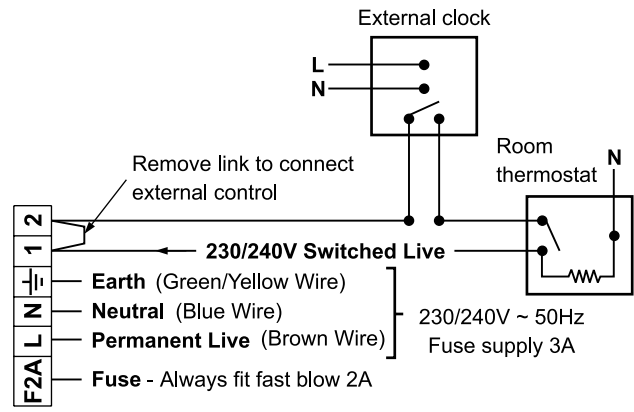 External clock
L
N
Room
thermostat
N
Remove link to connect
external control
2
1
230/240V Switched Live
Earth (Green/Yellow Wire)
N
Neutral (Blue Wire)
L
Permanent Live (Brown Wire)
230/240V ~ 50Hz
Fuse supply 3A
F2A
Fuse - Always fit fast blow 2A